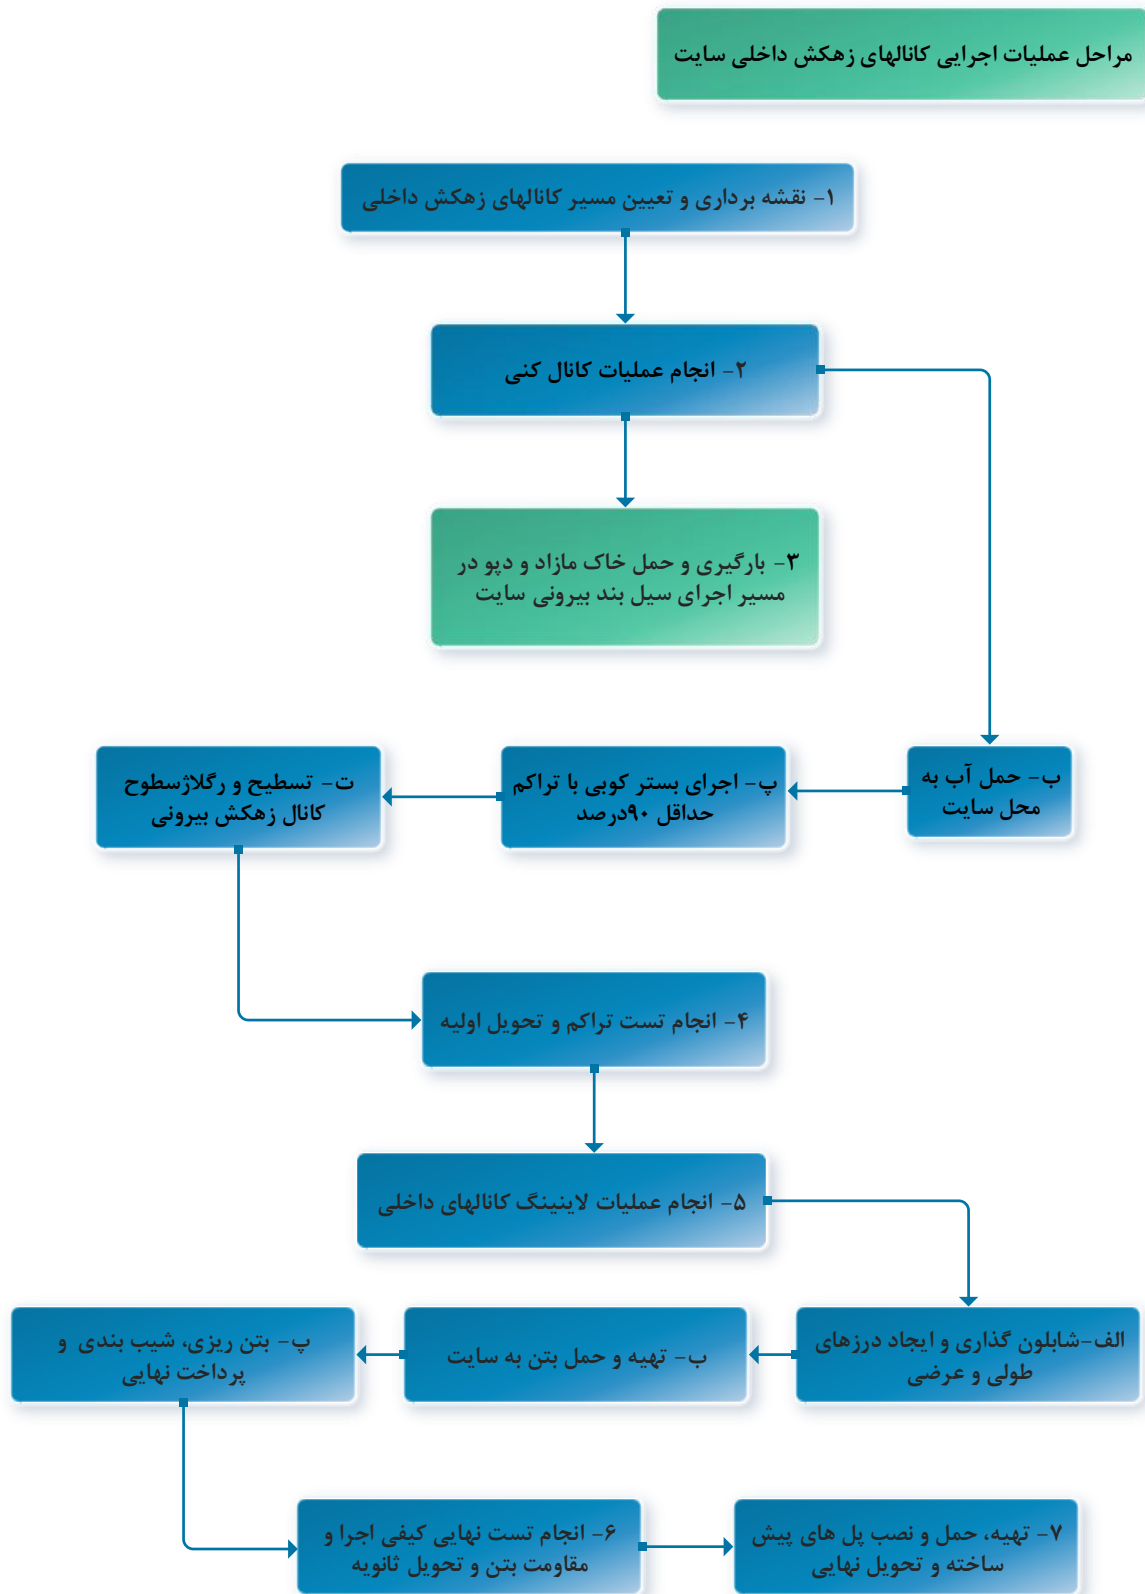 مراحل عملیات اجرایی کانالهای زهکش داخلی سایت
۱- نقشه برداری و تعیین مسیر کانالهای زهکش داخلی
۲- انجام عملیات کانال کنی
۳- بارگیری و حمل خاک مازاد و دپو در
مسیر اجرای سیل بند بیرونی سایت
ب- حمل آب به
محل سایت
پ- اجرای بستر کوبی با تراکم
حداقل ۹۰درصد
ت- تسطیح و رگلاژسطوح
کانال زهکش بیرونی
۴- انجام تست تراکم و تحویل اولیه
۵- انجام عملیات لاینینگ کانالهای داخلی
الف-شابلون گذاری و ایجاد درزهای
طولی و عرضی
ب- تهیه و حمل بتن به سایت
پ- بتن ریزی، شیب بندی و
پرداخت نهایی
۶- انجام تست نهایی کیفی اجرا و
مقاومت بتن و تحویل ثانویه
۷- تهیه، حمل و نصب پل های پیش
ساخته و تحویل نهایی